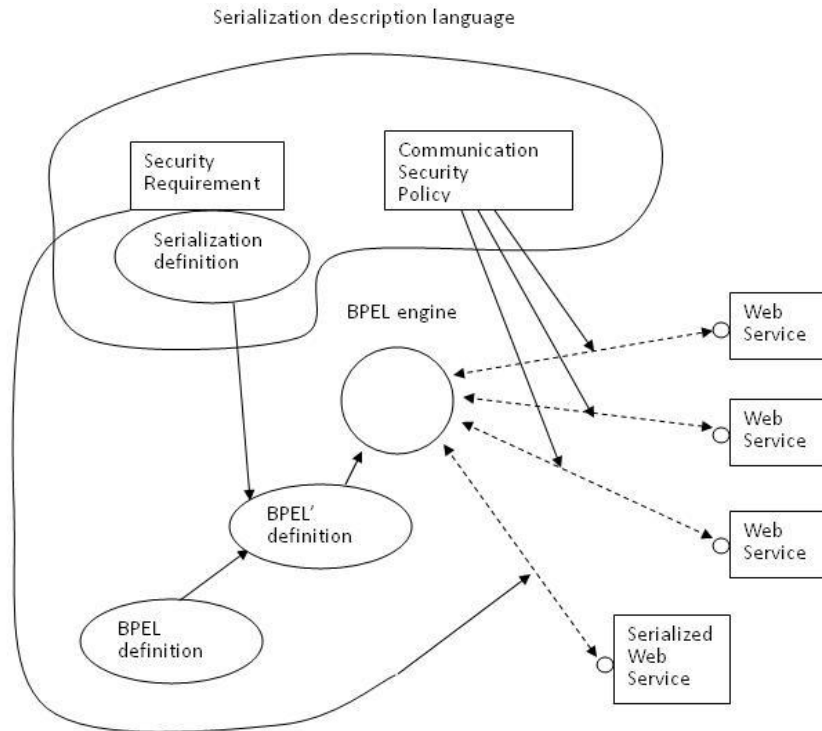 Serialization description language
Security
Requirement
Communication
Security
Policy
Serialization
definition
BPEL engine
Web
Service
Web
Service
BPEL’
definition
Web
Service
BPEL
definition
Serialized
Web
Service